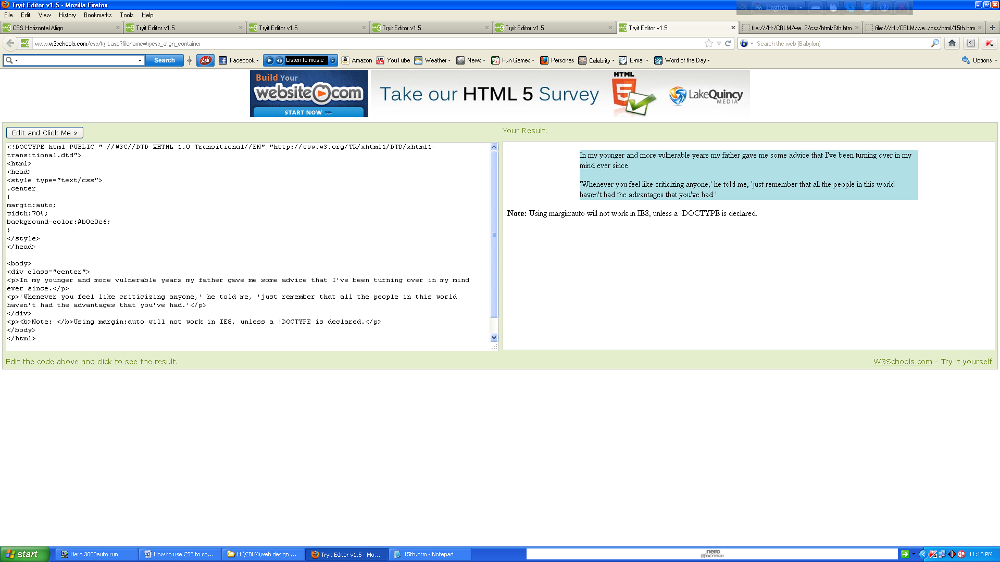 Tryit Editor v1.5 - Mozilla Firefox
English
File Edit View History Bookmarks Tools Help
CSS Horizontal Align
Tryit Editor v1.5
Tryit Editor v1.5
Tryit Editor v1.5
Tryit Editor v1.5
Tryit Editor v1.5
file:///H:/CBLM/we...2/css/html/6th.htm
file:///H:/CBLM/we.../css/html/15th.htm
www.w3schools.com/css/tryit.asp?filename=trycss_align_container
Search the web (Babylon)
Search
Ask
Facebook
Listen to music
Amazon
YouTube
Weather
News
Fun Games
Personas
Celebrity
E-mail
Word of the Day
Options
Build Your
website.com
START NOW
Take our HTML 5 Survey
HTML
LakeQuincy
MEDIA
Edit and Click Me »
Your Result:
<!DOCTYPE html PUBLIC "-//W3C//DTD XHTML 1.0 Transitional//EN" "http://www.w3.org/TR/xhtml1/DTD/xhtml1-
transitional.dtd">
<html>
<head>
<style type="text/css">
.center
{
margin:auto;
width:70%;
background-color:#b0e0e6;
}
</style>
</head>
<body>
<div class="center">
<p>In my younger and more vulnerable years my father gave me some advice that I've been turning over in my mind
ever since.</p>
<p>'Whenever you feel like criticizing anyone,' he told me, 'just remember that all the people in this world
haven't had the advantages that you've had.'</p>
</div>
<p><b>Note: </b>Using margin:auto will not work in IE8, unless a !DOCTYPE is declared.</p>
</body>
</html>
In my younger and more vulnerable years my father gave me some advice that I've been turning over in my
mind ever since.
'Whenever you feel like criticizing anyone,' he told me, 'just remember that all the people in this world
haven't had the advantages that you've had.'
Note: Using margin:auto will not work in IE8, unless a !DOCTYPE is declared.
Edit the code above and click to see the result.
W3Schools.com - Try it yourself
start
Hero 3000auto run
How to use CSS to co...
H:\CBLM\web design ...
Tryit Editor v1.5 - Mo...
15th.htm - Notepad
nero
SEARCH
11:18 PM